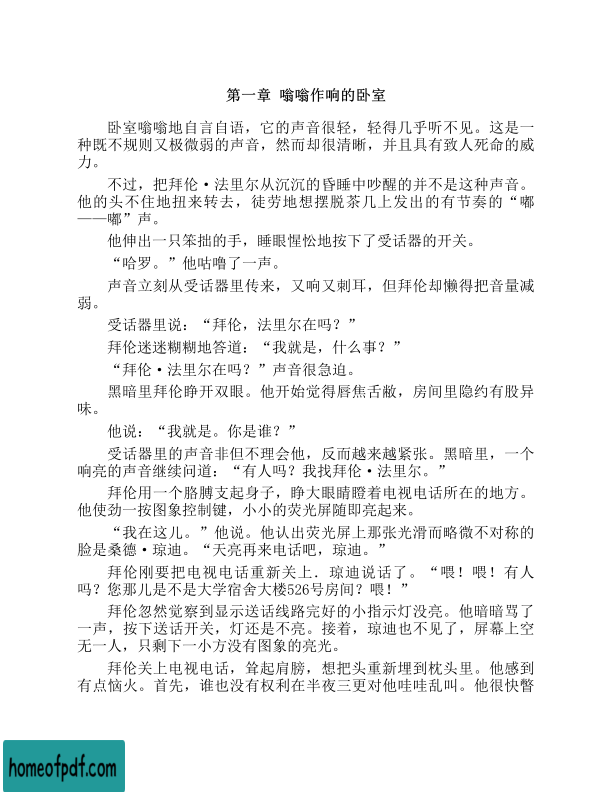 第一章 嗡嗡作响的卧室
卧室嗡嗡地自言自语，它的声音很轻，轻得几乎听不见。这是一
种既不规则又极微弱的声音，然而却很清晰，并且具有致人死命的威
力。
不过，把拜伦·法里尔从沉沉的昏睡中吵醒的并不是这种声音。
他的头不住地扭来转去，徒劳地想摆脱茶几上发出的有节奏的“嘟
——嘟”声。
他伸出一只笨拙的手，睡眼惺忪地按下了受话器的开关。
“哈罗。”他咕噜了一声。
声音立刻从受话器里传来，又响又刺耳，但拜伦却懒得把音量减
弱。
受话器里说：“拜伦，法里尔在吗？”
拜伦迷迷糊糊地答道：“我就是，什么事？”
“拜伦·法里尔在吗？”声音很急迫。
黑暗里拜伦睁开双眼。他开始觉得唇焦舌敝，房间里隐约有股异
味。
他说：“我就是。你是谁？”
受话器里的声音非但不理会他，反而越来越紧张。黑暗里，一个
响亮的声音继续问道：“有人吗？我找拜伦·法里尔。”
拜伦用一个胳膊支起身子，睁大眼睛瞪着电视电话所在的地方。
他使劲一按图象控制键，小小的荧光屏随即亮起来。
“我在这儿。”他说。他认出荧光屏上那张光滑而略微不对称的
脸是桑德·琼迪。“天亮再来电话吧，琼迪。”
拜伦刚要把电视电话重新关上．琼迪说话了。“喂！喂！有人
吗？您那儿是不是大学宿舍大楼526号房间？喂！”
拜伦忽然觉察到显示送话线路完好的小指示灯没亮。他暗暗骂了
一声，按下送话开关，灯还是不亮。接着，琼迪也不见了，屏幕上空
无一人，只剩下一小方没有图象的亮光。
拜伦关上电视电话，耸起肩膀，想把头重新埋到枕头里。他感到
有点恼火。首先，谁也没有权利在半夜三更对他哇哇乱叫。他很快瞥
homeofpdf.com